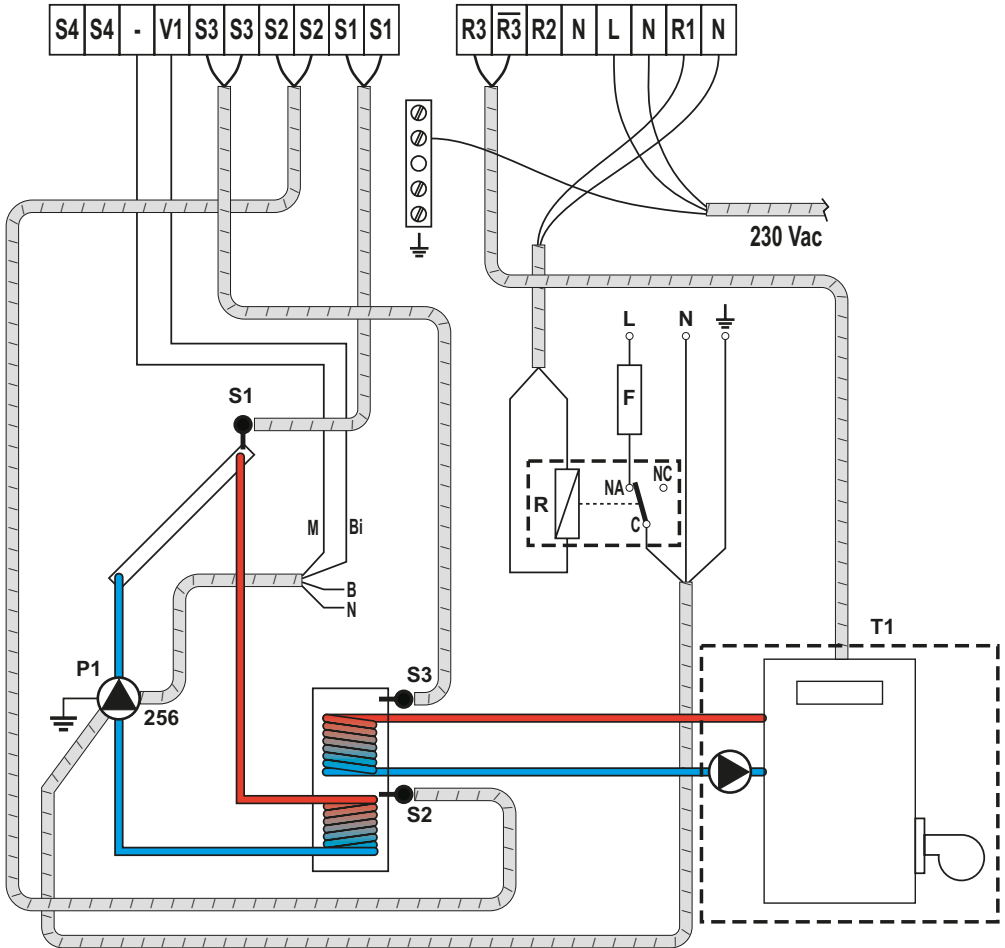 S4 S4 - V1 S3 S3 S2 S2 S1 S1
R3 R̅3̅ R2 N L N R1 N
230 Vac
L N
S1
F
NA NC
R
C
M Bi
B
N
T1
P1
256
S3
S2